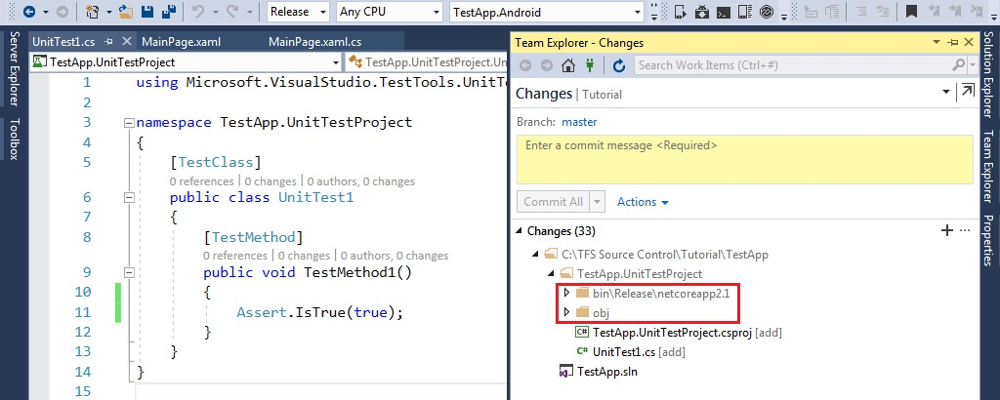 Release
Any CPU
TestApp.Android
Server Explorer
Toolbox
UnitTest1.cs
MainPage.xaml
MainPage.xaml.cs
TestApp.UnitTestProject
TestApp.UnitTestProject.Un
1 using Microsoft.VisualStudio.TestTools.UnitT
2
3 namespace TestApp.UnitTestProject
4 {
5 [TestClass]
0 references | 0 changes | 0 authors, 0 changes
6 public class UnitTest1
7 {
8 [TestMethod]
0 references | 0 changes | 0 authors, 0 changes
9 public void TestMethod1()
10 {
11 Assert.IsTrue(true);
12 }
13 }
14 }
15
Team Explorer - Changes
Search Work Items (Ctrl+#)
Changes | Tutorial
Branch: master
Enter a commit message <Required>
Commit All
Actions
Changes (33)
C:\TFS Source Control\Tutorial\TestApp
TestApp.UnitTestProject
bin\Release\netcoreapp2.1
obj
C# TestApp.UnitTestProject.csproj [add]
C# UnitTest1.cs [add]
TestApp.sln
Solution Explorer
Team Explorer
Properties